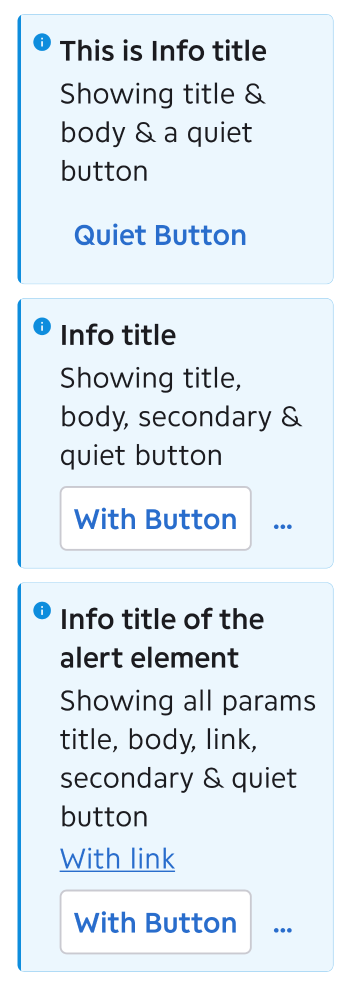 This is Info title
Showing title &
body & a quiet
button
Quiet Button
Info title
Showing title,
body, secondary &
quiet button
With Button
...
Info title of the
alert element
Showing all params
title, body, link,
secondary & quiet
button
With link
With Button
...